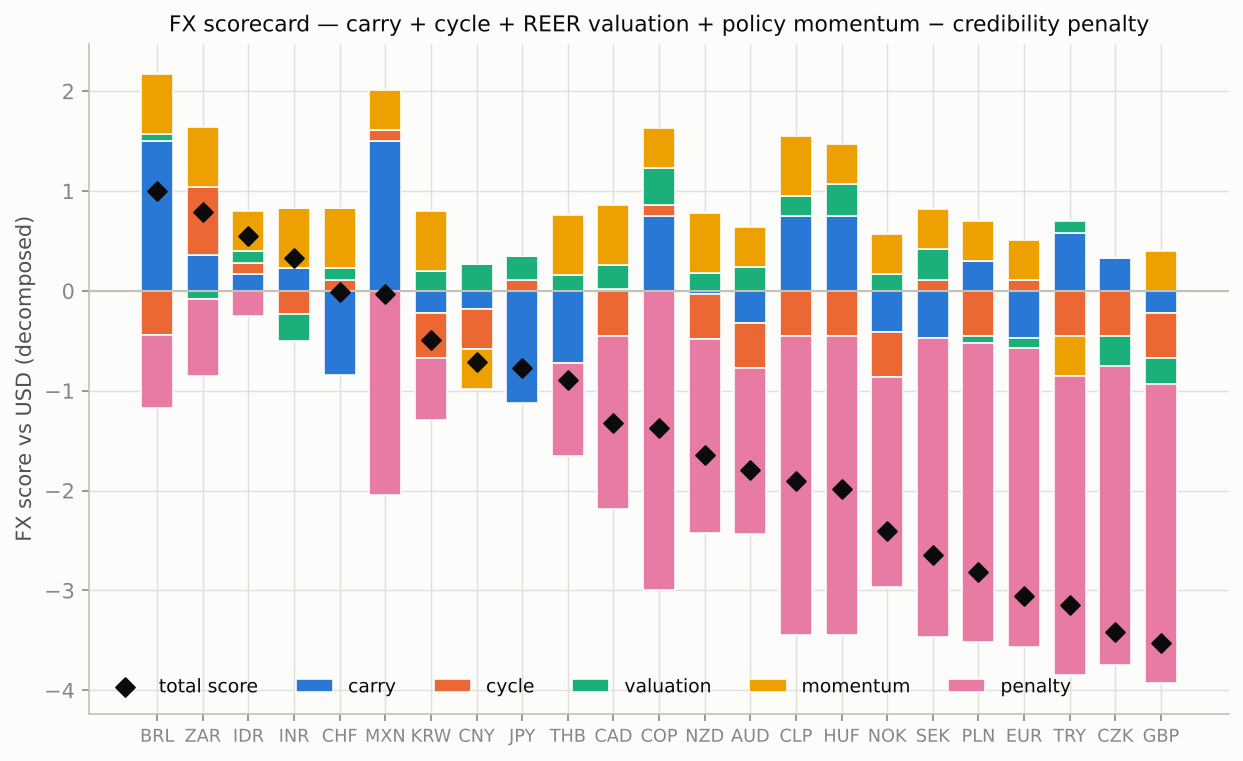 FX scorecard — carry + cycle + REER valuation + policy momentum − credibility penalty
FX score vs USD (decomposed)
2
1
0
−1
−2
−3
−4
total score carry cycle valuation momentum penalty
BRL ZAR IDR INR CHF MXN KRW CNY JPY THB CAD COP NZD AUD CLP HUF NOK SEK PLN EUR TRY CZK GBP